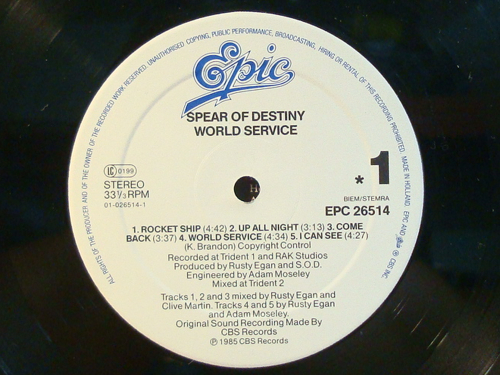 ALL RIGHTS OF THE PRODUCER AND OF THE OWNER OF THE RECORDED WORK RESERVED. UNAUTHORISED COPYING, PUBLIC PERFORMANCE, BROADCASTING, HIRING OR RENTAL OF THIS RECORDING PROHIBITED. MADE IN HOLLAND. EPIC AND
CBS INC.
Epic
SPEAR OF DESTINY
WORLD SERVICE
LC 0199
STEREO
33⅓ RPM
01-026514-1
* 1
BIEM/STEMRA
EPC 26514
1. ROCKET SHIP (4:42) 2. UP ALL NIGHT (3:13) 3. COME
BACK (3:37) 4. WORLD SERVICE (4:34) 5. I CAN SEE (4:27)
(K. Brandon) Copyright Control
Recorded at Trident 1 and RAK Studios
Produced by Rusty Egan and S.O.D.
Engineered by Adam Moseley
Mixed at Trident 2
Tracks 1, 2 and 3 mixed by Rusty Egan and
Clive Martin. Tracks 4 and 5 by Rusty Egan
and Adam Moseley.
Original Sound Recording Made By
CBS Records
℗ 1985 CBS Records